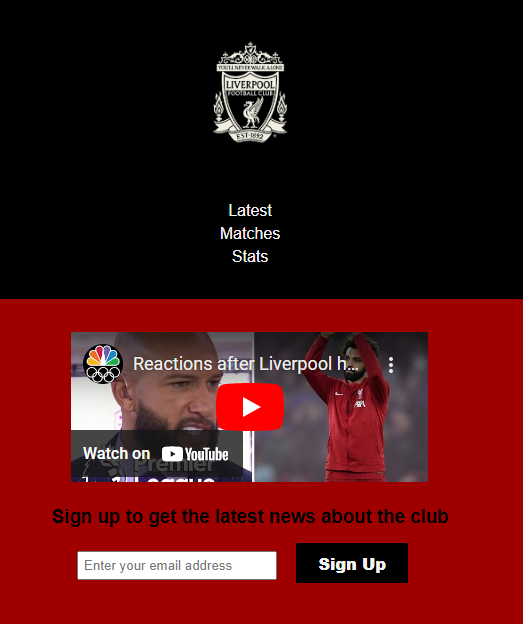 YOU'LL NEVER WALK ALONE
LIVERPOOL
FOOTBALL CLUB
EST·1892
Latest
Matches
Stats
Reactions after Liverpool h...
Watch on YouTube
Premier
League
AXA
Sign up to get the latest news about the club
Enter your email address
Sign Up